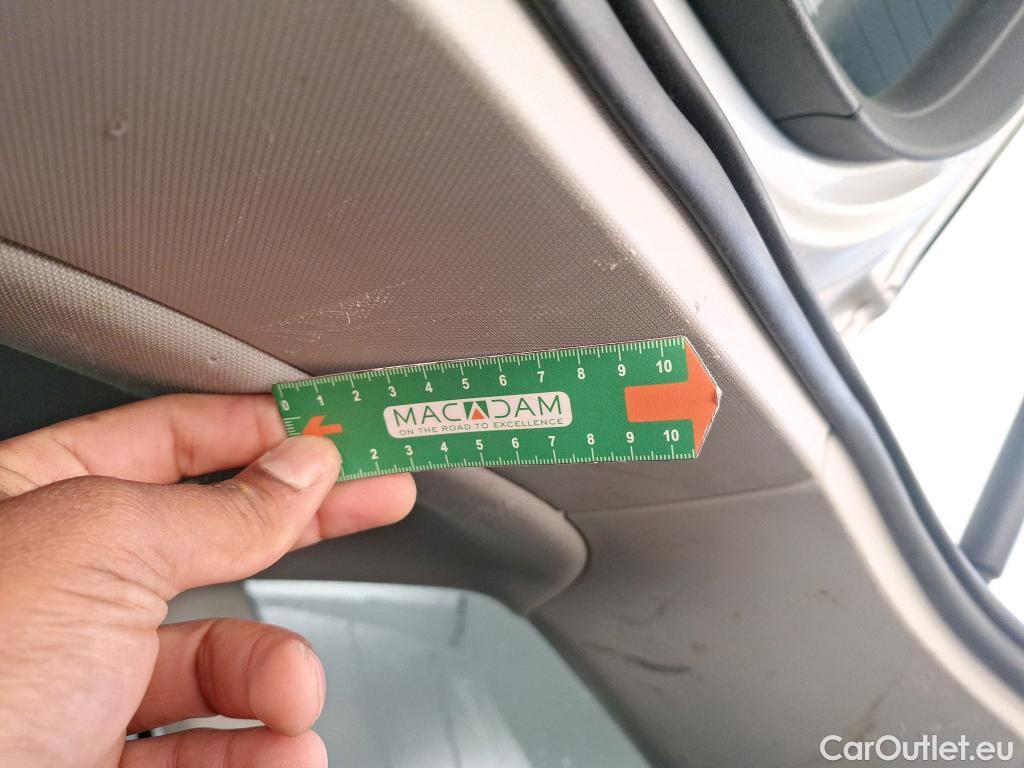 0 1 2 3 4 5 6 7 8 9 10
MACADAM
ON THE ROAD TO EXCELLENCE
2 3 4 5 6 7 8 9 10
CarOutlet.eu